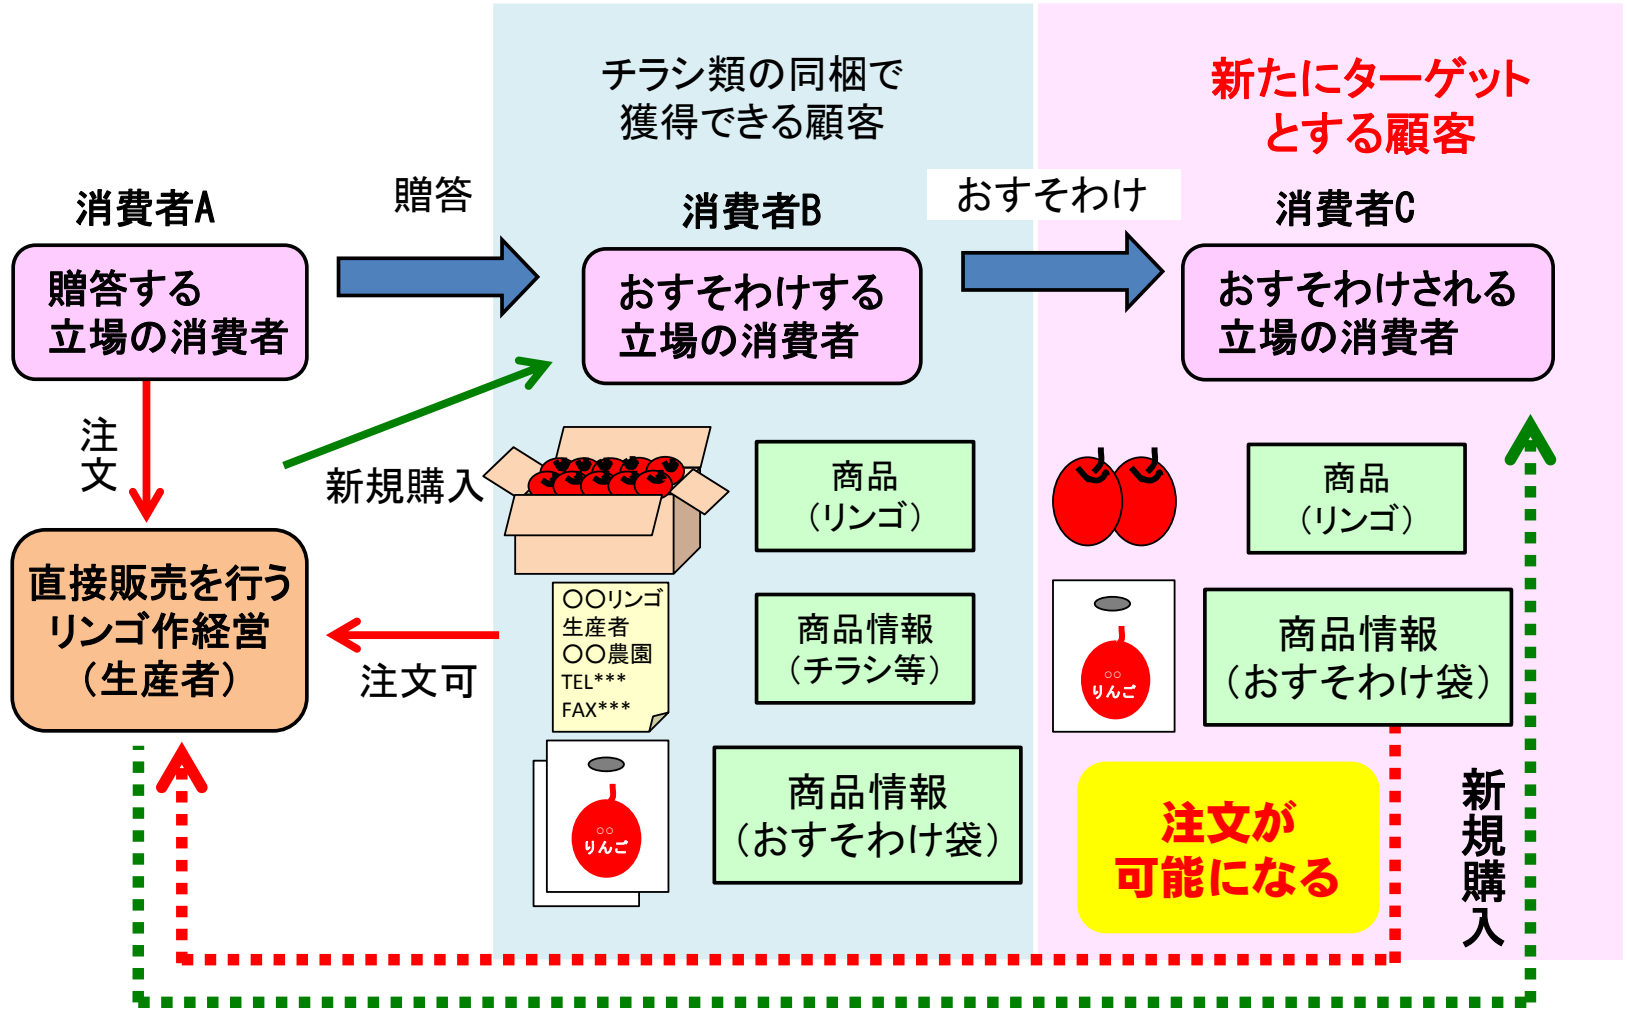 チラシ類の同梱で
獲得できる顧客
新たにターゲット
とする顧客
消費者A
贈答
消費者B
おすそわけ
消費者C
贈答する
立場の消費者
おすそわけする
立場の消費者
おすそわけされる
立場の消費者
注文
新規購入
商品
（リンゴ）
商品
（リンゴ）
直接販売を行う
リンゴ作経営
（生産者）
注文可
〇〇リンゴ
生産者
〇〇農園
TEL***
FAX***
商品情報
（チラシ等）
○○
りんご
商品情報
（おすそわけ袋）
○○
りんご
商品情報
（おすそわけ袋）
注文が
可能になる
新規購入